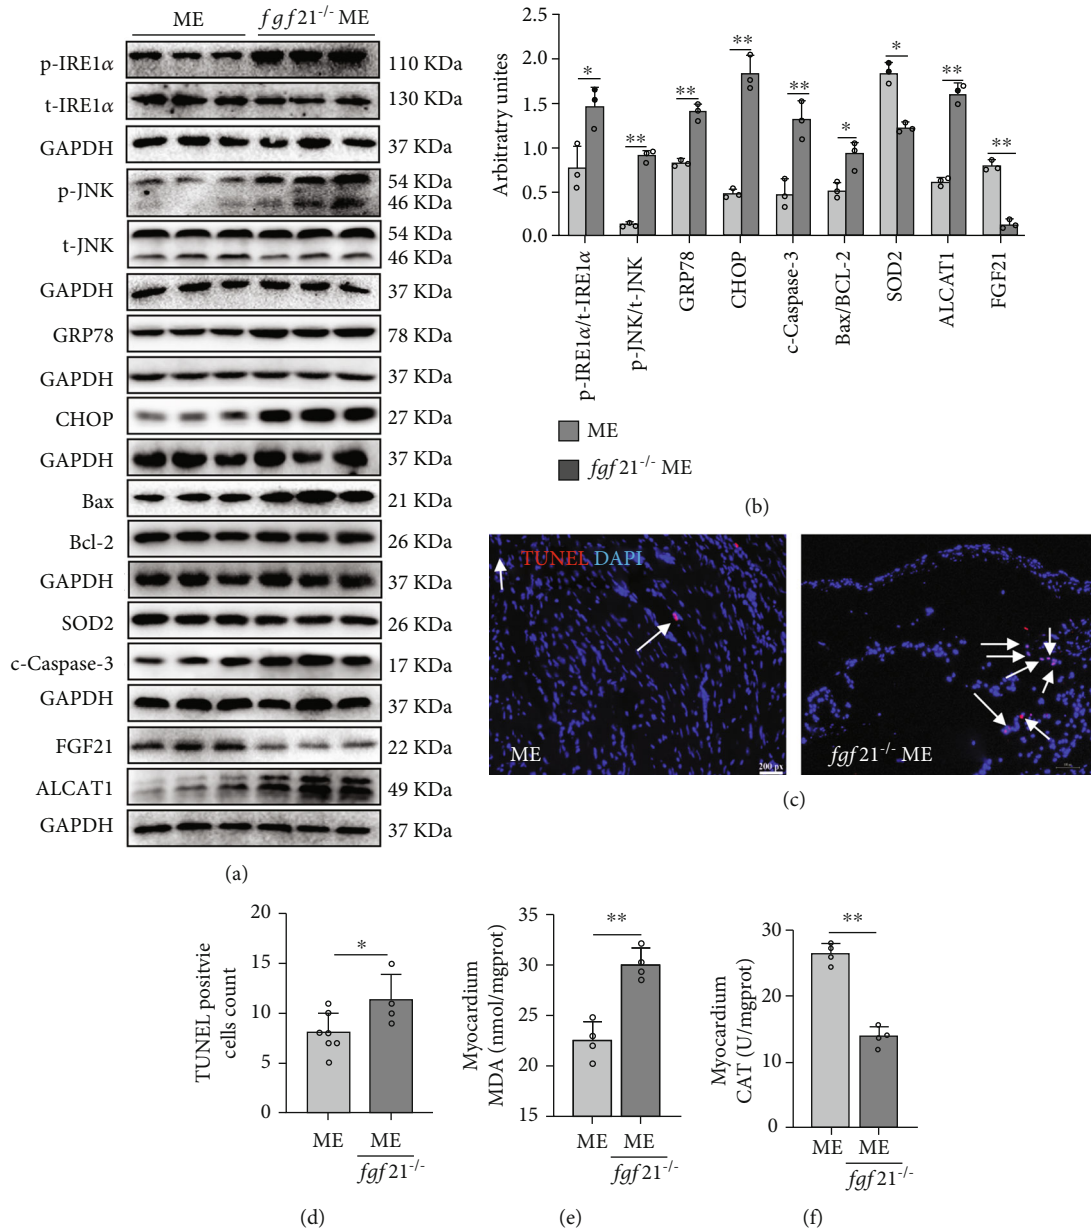 ME
fgf21-/- ME
p-IRE1α
110 KDa
t-IRE1α
130 KDa
GAPDH
37 KDa
p-JNK
54 KDa
46 KDa
t-JNK
54 KDa
46 KDa
GAPDH
37 KDa
GRP78
78 KDa
GAPDH
37 KDa
CHOP
27 KDa
GAPDH
37 KDa
Bax
21 KDa
Bcl-2
26 KDa
GAPDH
37 KDa
SOD2
26 KDa
c-Caspase-3
17 KDa
GAPDH
37 KDa
FGF21
22 KDa
ALCAT1
49 KDa
GAPDH
37 KDa
(a)
Arbitratry unites
2.5
2.0
1.5
1.0
0.5
0.0
* ** ** ** ** * * ** **
p-IRE1α/t-IRE1α
p-JNK/t-JNK
GRP78
CHOP
c-Caspase-3
Bax/BCL-2
SOD2
ALCAT1
FGF21
ME
fgf21-/- ME
(b)
TUNEL DAPI
ME
200 px
fgf21-/- ME
(c)
TUNEL positvie
cells count
20
15
10
5
0
*
ME
ME
fgf21-/-
(d)
Myocardium
MDA (nmol/mgprot)
35
30
25
20
15
**
ME
ME
fgf21-/-
(e)
Myocardium
CAT (U/mgprot)
30
20
10
0
**
ME
ME
fgf21-/-
(f)